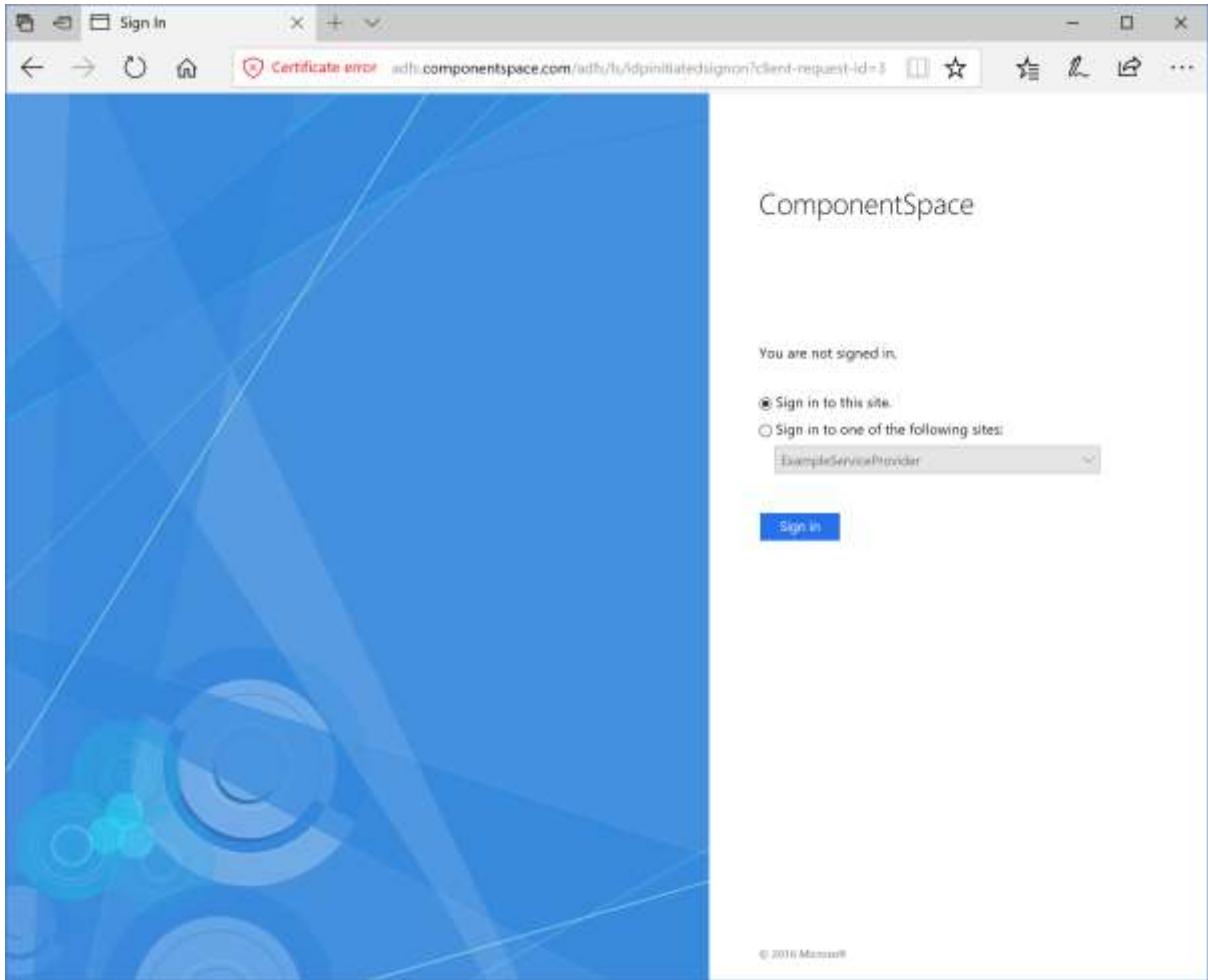 Sign In
Certificate error adfs.componentspace.com/adfs/ls/idpinitiatedsignon?client-request-id=3
ComponentSpace
You are not signed in.
Sign in to this site.
Sign in to one of the following sites:
ExampleServiceProvider
Sign in
© 2016 Microsoft